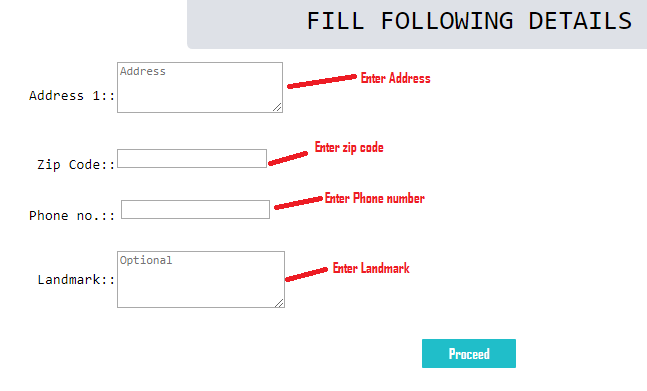 FILL FOLLOWING DETAILS
Address
Enter Address
Address 1::
Enter zip code
Zip Code::
Enter Phone number
Phone no.::
Optional
Enter Landmark
Landmark::
Proceed